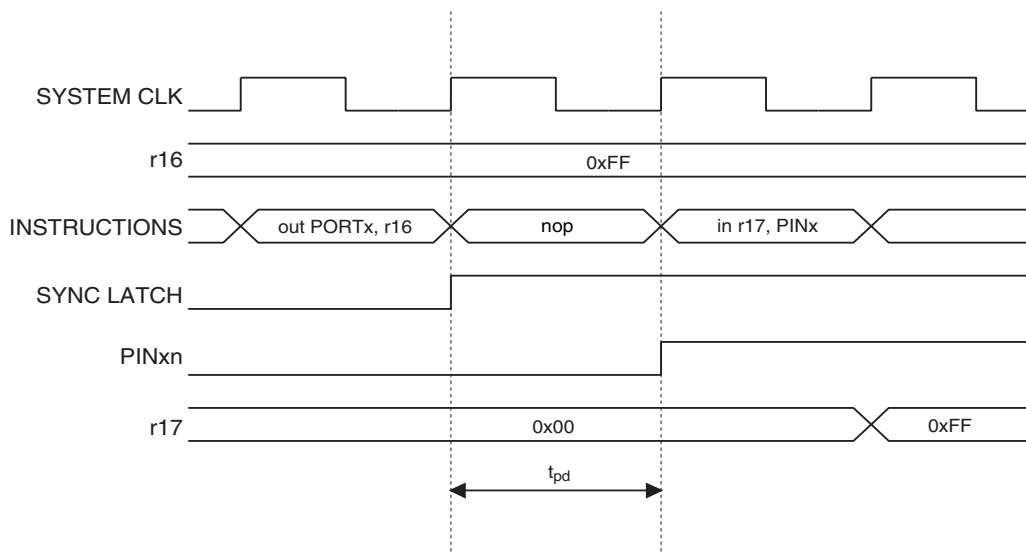 SYSTEM CLK
r16
0xFF
INSTRUCTIONS
out PORTx, r16
nop
in r17, PINx
SYNC LATCH
PINxn
r17
0x00
0xFF
tpd